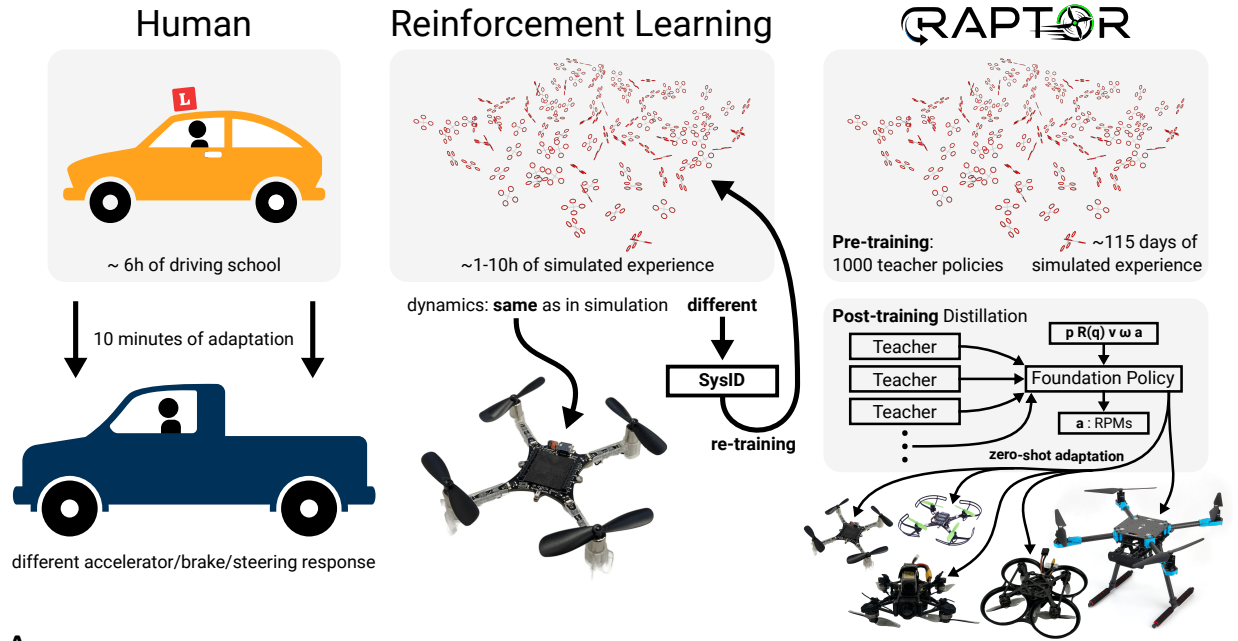 Human
L
~ 6h of driving school
10 minutes of adaptation
different accelerator/brake/steering response
Reinforcement Learning
~1-10h of simulated experience
dynamics: same as in simulation
different
SysID
re-training
RAPTOR
Pre-training:
1000 teacher policies
~115 days of
simulated experience
Post-training Distillation
Teacher
Teacher
Teacher
p R(q) v ω a
Foundation Policy
a : RPMs
zero-shot adaptation